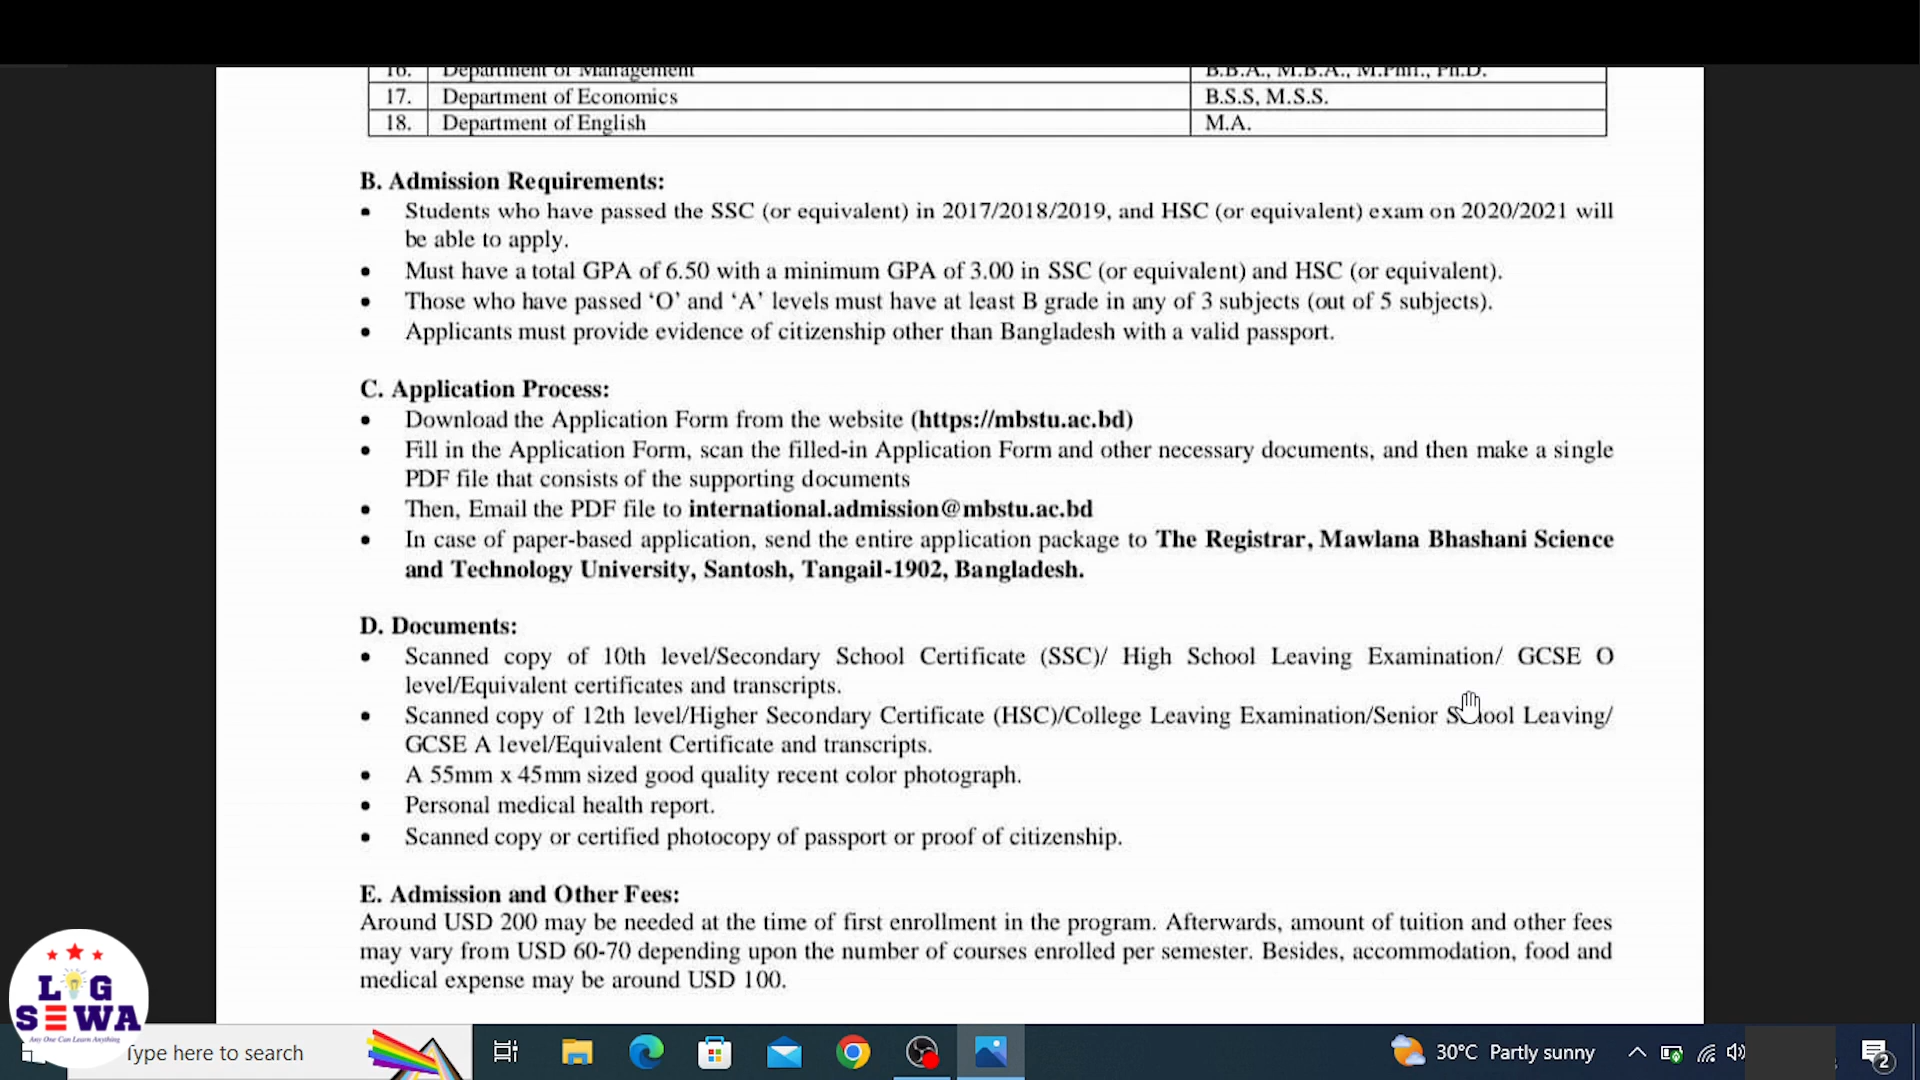 16. Department of Management B.B.A., M.B.A., M.Phil., Ph.D.
17. Department of Economics B.S.S, M.S.S.
18. Department of English M.A.
B. Admission Requirements:
• Students who have passed the SSC (or equivalent) in 2017/2018/2019, and HSC (or equivalent) exam on 2020/2021 will
be able to apply.
• Must have a total GPA of 6.50 with a minimum GPA of 3.00 in SSC (or equivalent) and HSC (or equivalent).
• Those who have passed ‘O’ and ‘A’ levels must have at least B grade in any of 3 subjects (out of 5 subjects).
• Applicants must provide evidence of citizenship other than Bangladesh with a valid passport.
C. Application Process:
• Download the Application Form from the website (https://mbstu.ac.bd)
• Fill in the Application Form, scan the filled-in Application Form and other necessary documents, and then make a single
PDF file that consists of the supporting documents
• Then, Email the PDF file to international.admission@mbstu.ac.bd
• In case of paper-based application, send the entire application package to The Registrar, Mawlana Bhashani Science
and Technology University, Santosh, Tangail-1902, Bangladesh.
D. Documents:
• Scanned copy of 10th level/Secondary School Certificate (SSC)/ High School Leaving Examination/ GCSE O
level/Equivalent certificates and transcripts.
• Scanned copy of 12th level/Higher Secondary Certificate (HSC)/College Leaving Examination/Senior School Leaving/
GCSE A level/Equivalent Certificate and transcripts.
• A 55mm x 45mm sized good quality recent color photograph.
• Personal medical health report.
• Scanned copy or certified photocopy of passport or proof of citizenship.
E. Admission and Other Fees:
Around USD 200 may be needed at the time of first enrollment in the program. Afterwards, amount of tuition and other fees
may vary from USD 60-70 depending upon the number of courses enrolled per semester. Besides, accommodation, food and
medical expense may be around USD 100.
LIG
SEWA
Any One Can Learn Anything
Type here to search
30°C Partly sunny
2